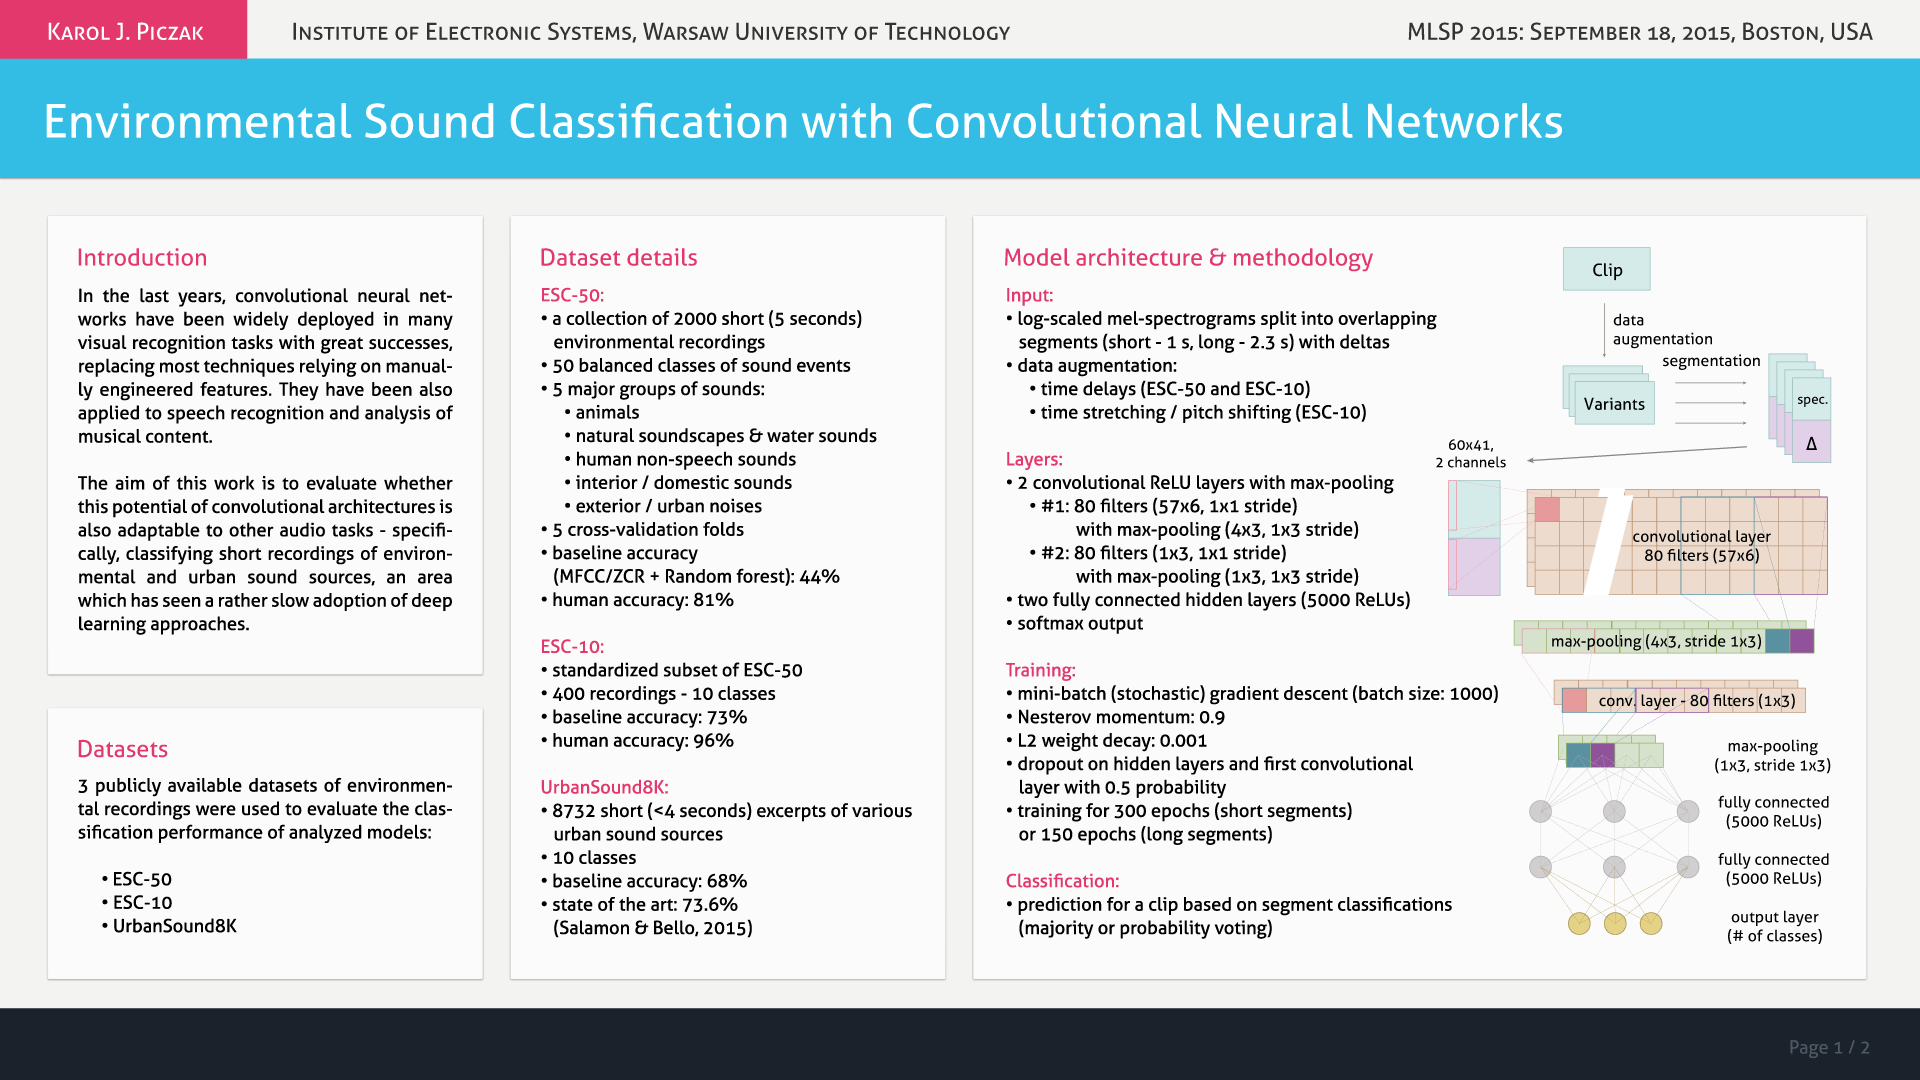 Karol J. Piczak
Institute of Electronic Systems, Warsaw University of Technology
MLSP 2015: September 18, 2015, Boston, USA
Environmental Sound Classification with Convolutional Neural Networks
Introduction
In the last years, convolutional neural net-
works have been widely deployed in many
visual recognition tasks with great successes,
replacing most techniques relying on manual-
ly engineered features. They have been also
applied to speech recognition and analysis of
musical content.
The aim of this work is to evaluate whether
this potential of convolutional architectures is
also adaptable to other audio tasks - specifi-
cally, classifying short recordings of environ-
mental and urban sound sources, an area
which has seen a rather slow adoption of deep
learning approaches.
Datasets
3 publicly available datasets of environmen-
tal recordings were used to evaluate the clas-
sification performance of analyzed models:
• ESC-50
• ESC-10
• UrbanSound8K
Dataset details
ESC-50:
• a collection of 2000 short (5 seconds)
environmental recordings
• 50 balanced classes of sound events
• 5 major groups of sounds:
• animals
• natural soundscapes & water sounds
• human non-speech sounds
• interior / domestic sounds
• exterior / urban noises
• 5 cross-validation folds
• baseline accuracy
(MFCC/ZCR + Random forest): 44%
• human accuracy: 81%
ESC-10:
• standardized subset of ESC-50
• 400 recordings - 10 classes
• baseline accuracy: 73%
• human accuracy: 96%
UrbanSound8K:
• 8732 short (<4 seconds) excerpts of various
urban sound sources
• 10 classes
• baseline accuracy: 68%
• state of the art: 73.6%
(Salamon & Bello, 2015)
Model architecture & methodology
Input:
• log-scaled mel-spectrograms split into overlapping
segments (short - 1 s, long - 2.3 s) with deltas
• data augmentation:
• time delays (ESC-50 and ESC-10)
• time stretching / pitch shifting (ESC-10)
Layers:
• 2 convolutional ReLU layers with max-pooling
• #1: 80 filters (57x6, 1x1 stride)
with max-pooling (4x3, 1x3 stride)
• #2: 80 filters (1x3, 1x1 stride)
with max-pooling (1x3, 1x3 stride)
• two fully connected hidden layers (5000 ReLUs)
• softmax output
Training:
• mini-batch (stochastic) gradient descent (batch size: 1000)
• Nesterov momentum: 0.9
• L2 weight decay: 0.001
• dropout on hidden layers and first convolutional
layer with 0.5 probability
• training for 300 epochs (short segments)
or 150 epochs (long segments)
Classification:
• prediction for a clip based on segment classifications
(majority or probability voting)
Clip
data
augmentation
segmentation
Variants
spec.
Δ
60x41,
2 channels
convolutional layer
80 filters (57x6)
max-pooling (4x3, stride 1x3)
conv. layer - 80 filters (1x3)
max-pooling
(1x3, stride 1x3)
fully connected
(5000 ReLUs)
fully connected
(5000 ReLUs)
output layer
(# of classes)
Page 1 / 2